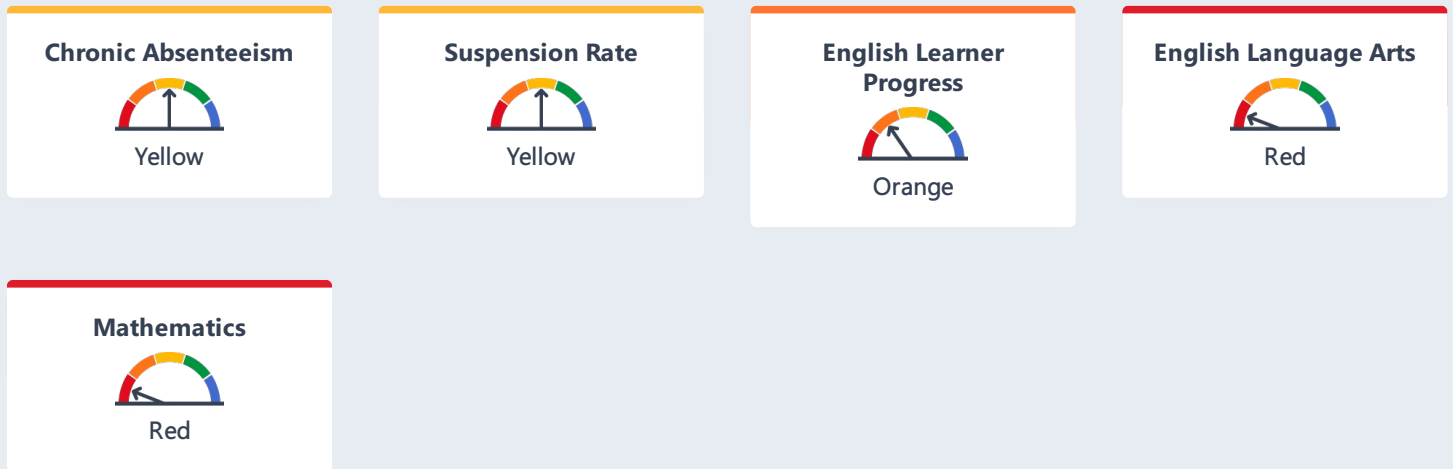 Chronic Absenteeism
Yellow
Suspension Rate
Yellow
English Learner
Progress
Orange
English Language Arts
Red
Mathematics
Red